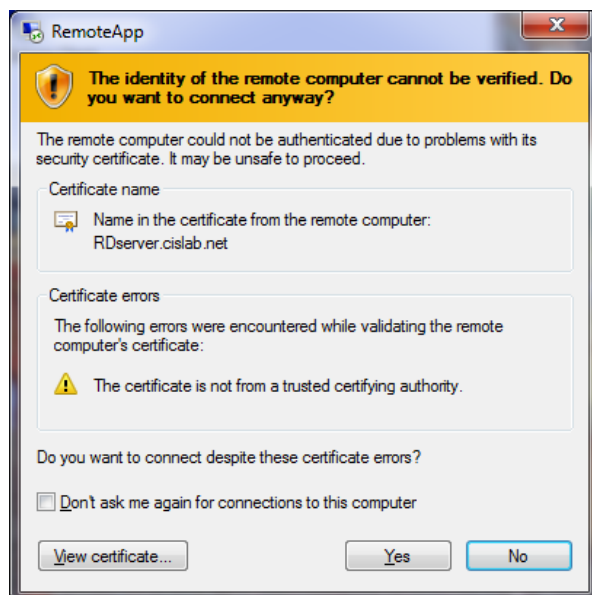 RemoteApp
The identity of the remote computer cannot be verified. Do
you want to connect anyway?
The remote computer could not be authenticated due to problems with its
security certificate. It may be unsafe to proceed.
Certificate name
Name in the certificate from the remote computer:
RDserver.cislab.net
Certificate errors
The following errors were encountered while validating the remote
computer's certificate:
The certificate is not from a trusted certifying authority.
Do you want to connect despite these certificate errors?
Don't ask me again for connections to this computer
View certificate... Yes No